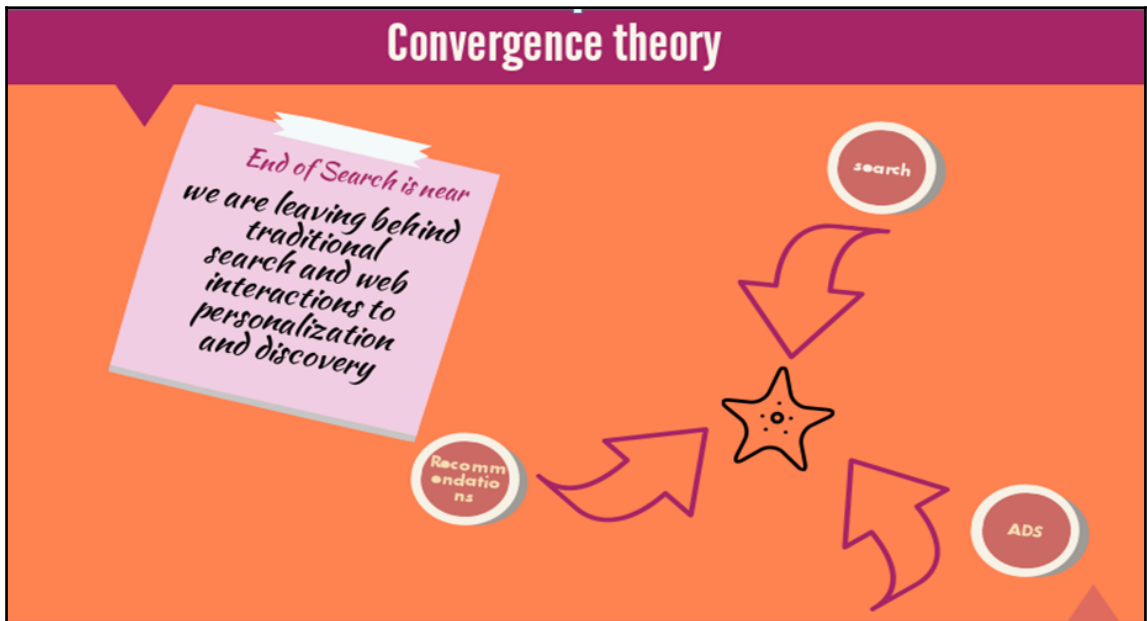 Convergence theory
End of Search is near
we are leaving behind
traditional
search and web
interactions to
personalization
and discovery
search
Recomm
endatio
ns
ADS